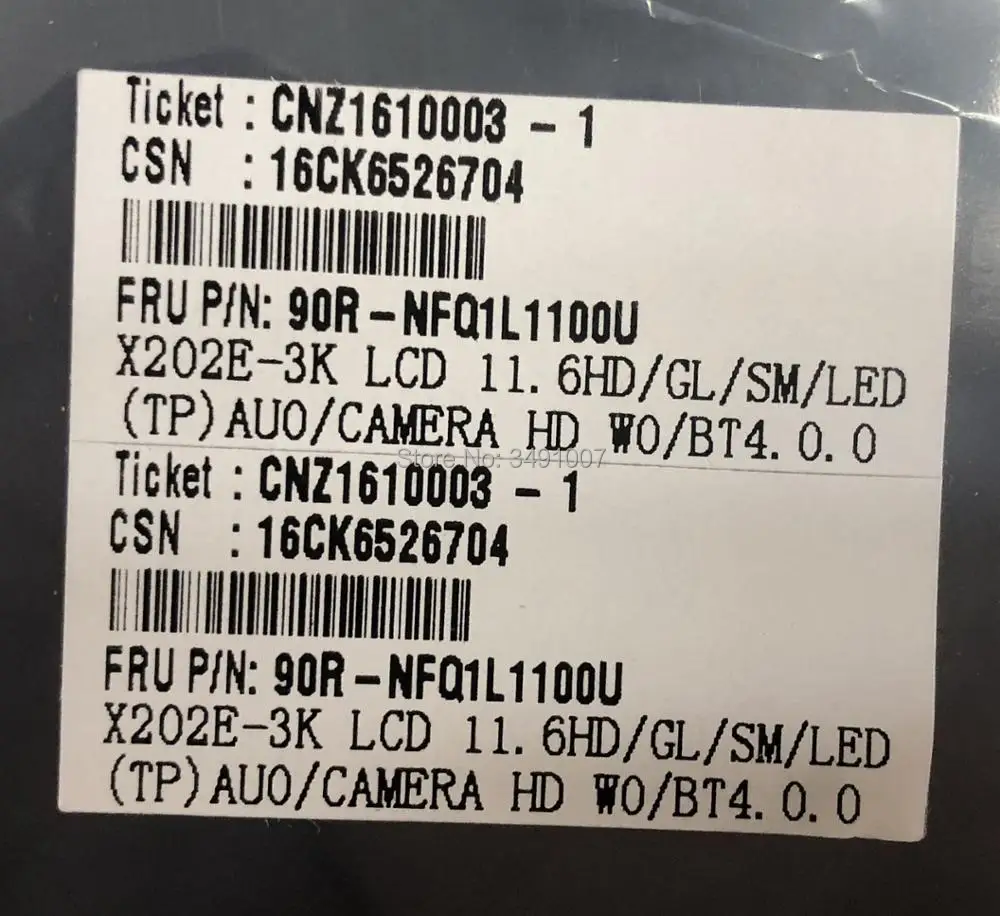 Ticket : CNZ1610003 - 1
CSN : 16CK6526704
FRU P/N: 90R-NFQ1L1100U
X202E-3K LCD 11.6HD/GL/SM/LED
(TP)AUO/CAMERA HD WO/BT4.0.0
Store No: 3491007
Ticket : CNZ1610003 - 1
CSN : 16CK6526704
FRU P/N: 90R-NFQ1L1100U
X202E-3K LCD 11.6HD/GL/SM/LED
(TP)AUO/CAMERA HD WO/BT4.0.0